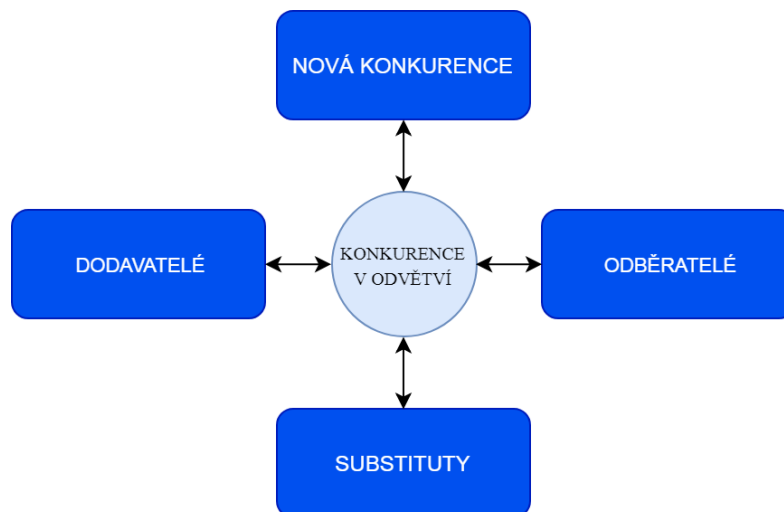 NOVÁ KONKURENCE
DODAVATELÉ
KONKURENCE
V ODVĚTVÍ
ODBĚRATELÉ
SUBSTITUTY